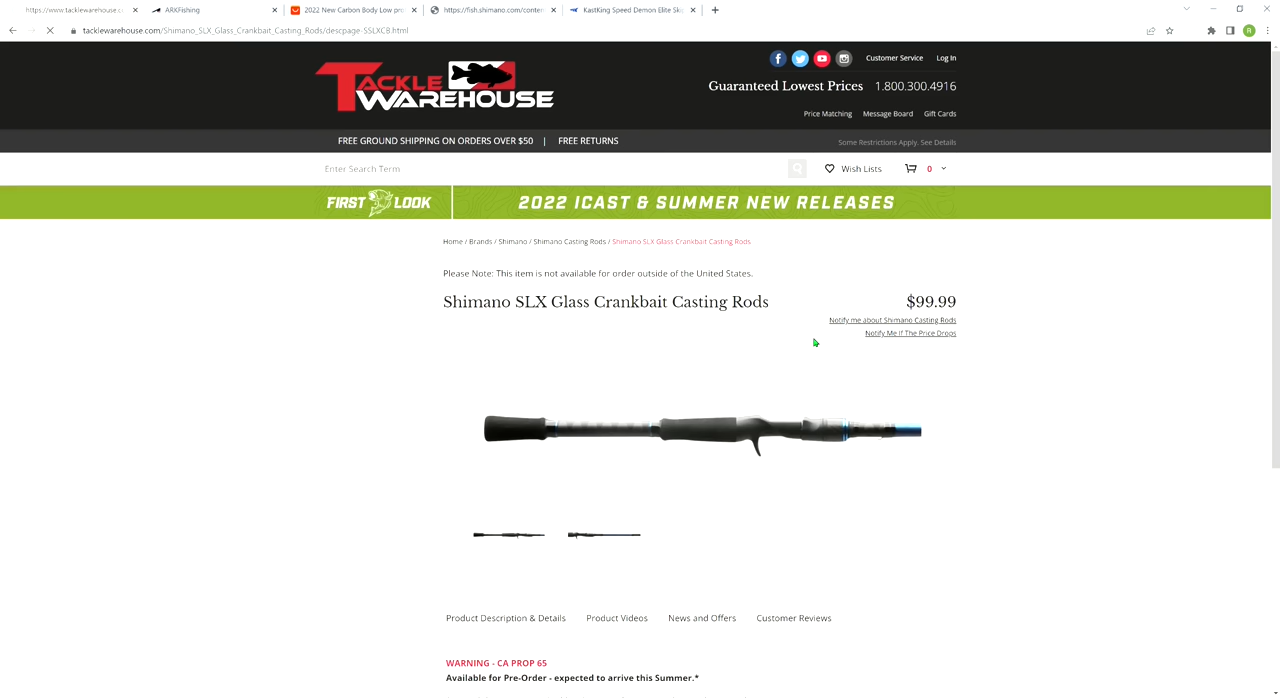 https://www.tacklewarehouse.c
ARKFishing
2022 New Carbon Body Low pro
https://fish.shimano.com/conten
KastKing Speed Demon Elite Ski
tacklewarehouse.com/Shimano_SLX_Glass_Crankbait_Casting_Rods/descpage-SSLXCB.html
R
TACKLE WAREHOUSE
Customer Service Log In
Guaranteed Lowest Prices 1.800.300.4916
Price Matching Message Board Gift Cards
FREE GROUND SHIPPING ON ORDERS OVER $50 | FREE RETURNS
Some Restrictions Apply. See Details
Enter Search Term
Wish Lists
0
FIRST LOOK
2022 ICAST & SUMMER NEW RELEASES
Home / Brands / Shimano / Shimano Casting Rods / Shimano SLX Glass Crankbait Casting Rods
Please Note: This item is not available for order outside of the United States.
Shimano SLX Glass Crankbait Casting Rods
$99.99
Notify me about Shimano Casting Rods
Notify Me If The Price Drops
Product Description & Details Product Videos News and Offers Customer Reviews
WARNING - CA PROP 65
Available for Pre-Order - expected to arrive this Summer.*